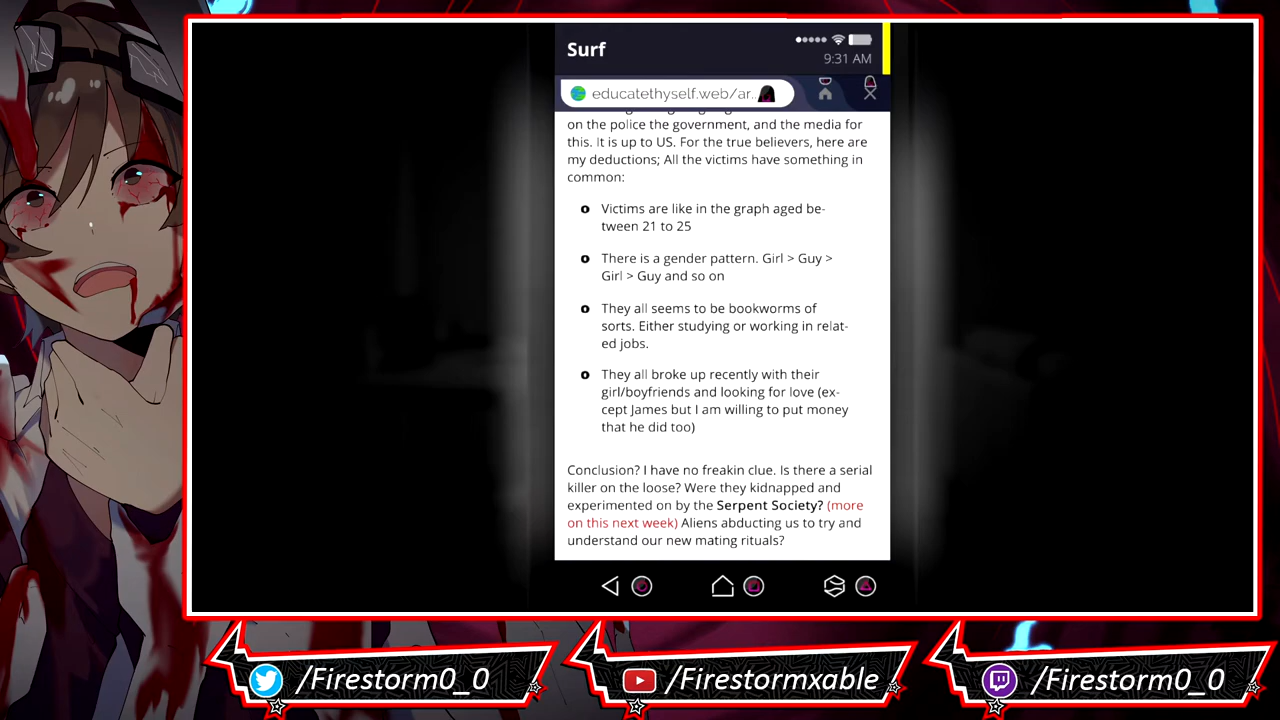 Surf
9:31 AM
educatethyself.web/ar.
on the police the government, and the media for
this. It is up to US. For the true believers, here are
my deductions; All the victims have something in
common:
o Victims are like in the graph aged be-
tween 21 to 25
o There is a gender pattern. Girl > Guy >
Girl > Guy and so on
o They all seems to be bookworms of
sorts. Either studying or working in relat-
ed jobs.
o They all broke up recently with their
girl/boyfriends and looking for love (ex-
cept James but I am willing to put money
that he did too)
Conclusion? I have no freakin clue. Is there a serial
killer on the loose? Were they kidnapped and
experimented on by the Serpent Society? (more
on this next week) Aliens abducting us to try and
understand our new mating rituals?
/Firestorm0_0
/Firestormxable
/Firestorm0_0